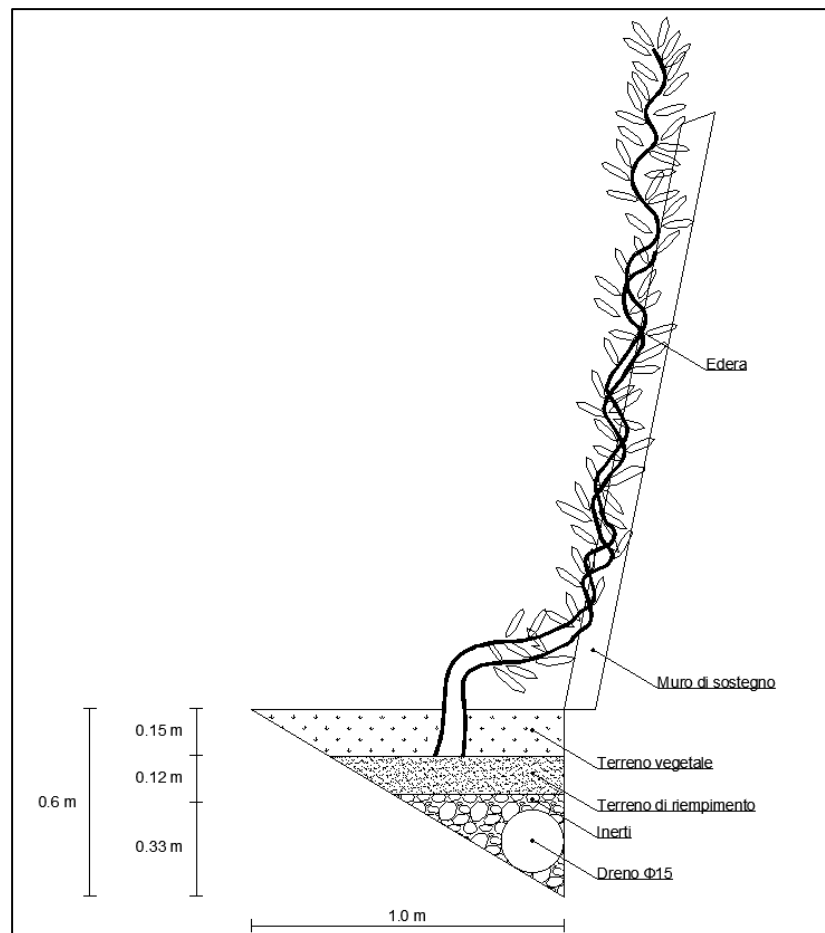 Edera
Muro di sostegno
0.15 m
Terreno vegetale
0.12 m
0.6 m
Terreno di riempimento
Inerti
0.33 m
Dreno Φ15
1.0 m